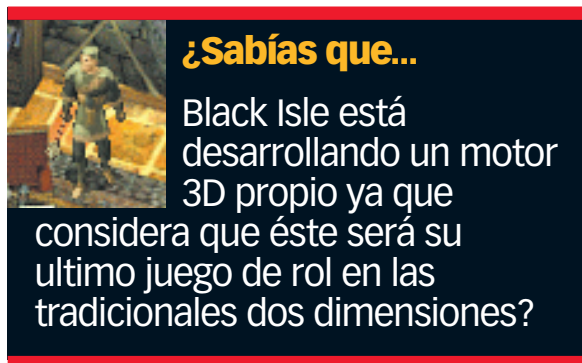 ¿Sabías que...
Black Isle está
desarrollando un motor
3D propio ya que
considera que éste será su
ultimo juego de rol en las
tradicionales dos dimensiones?